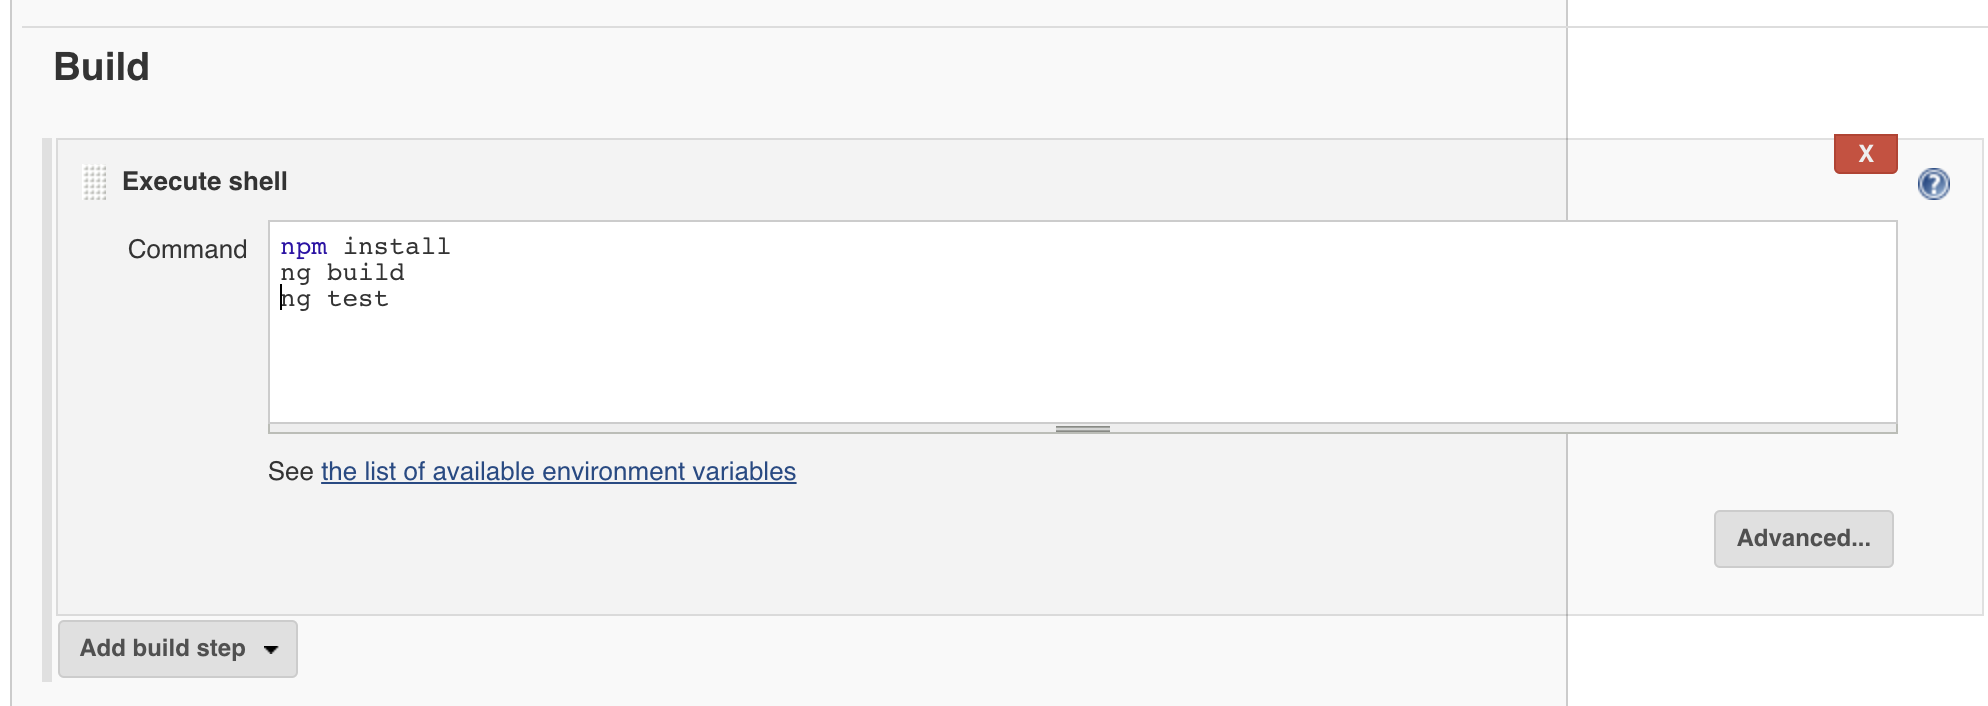 Build
X
Execute shell
?
Command
npm install
ng build
ng test
See the list of available environment variables
Advanced...
Add build step